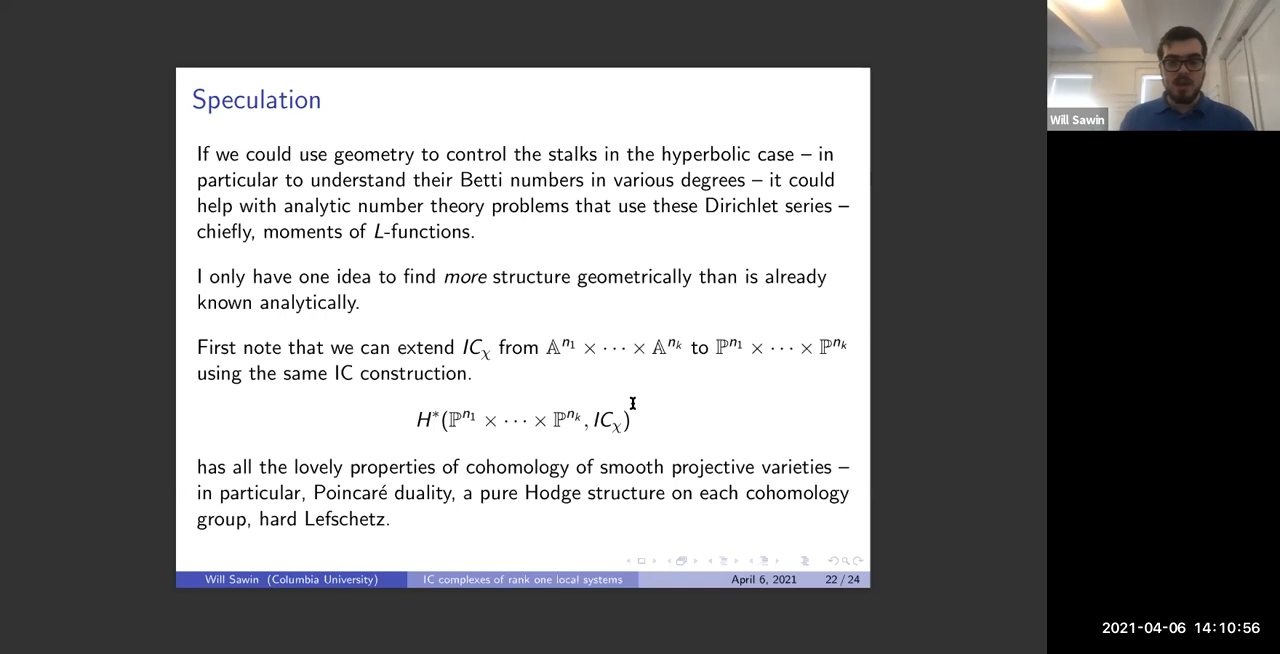 Speculation
If we could use geometry to control the stalks in the hyperbolic case – in
particular to understand their Betti numbers in various degrees – it could
help with analytic number theory problems that use these Dirichlet series –
chiefly, moments of L-functions.
I only have one idea to find more structure geometrically than is already
known analytically.
First note that we can extend IC_χ from 𝔸^{n_1} × ⋯ × 𝔸^{n_k} to ℙ^{n_1} × ⋯ × ℙ^{n_k}
using the same IC construction.
H^*(ℙ^{n_1} × ⋯ × ℙ^{n_k}, IC_χ)
has all the lovely properties of cohomology of smooth projective varieties –
in particular, Poincaré duality, a pure Hodge structure on each cohomology
group, hard Lefschetz.
Will Sawin (Columbia University) IC complexes of rank one local systems April 6, 2021 22 / 24
Will Sawin
2021-04-06 14:10:56